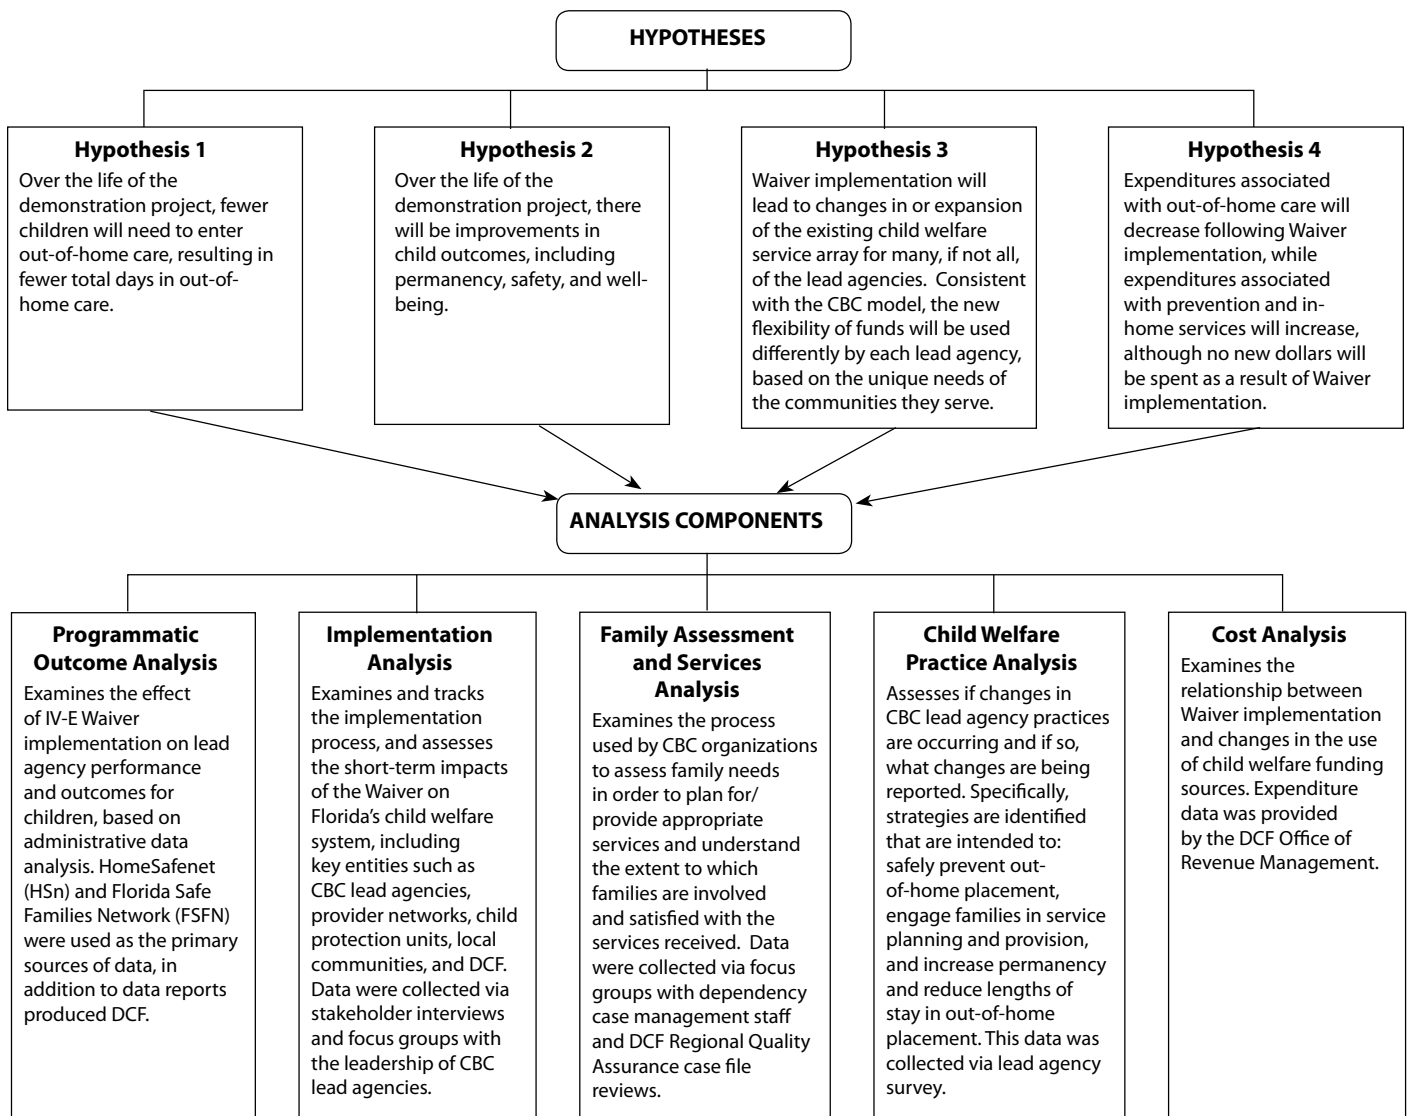 HYPOTHESES
Hypothesis 1
Over the life of the
demonstration project, fewer
children will need to enter
out-of-home care, resulting in
fewer total days in out-of-
home care.
Hypothesis 2
Over the life of the
demonstration project, there
will be improvements in
child outcomes, including
permanency, safety, and well-
being.
Hypothesis 3
Waiver implementation will
lead to changes in or expansion
of the existing child welfare
service array for many, if not all,
of the lead agencies.  Consistent
with the CBC model, the new
flexibility of funds will be used
differently by each lead agency,
based on the unique needs of
the communities they serve.
Hypothesis 4
Expenditures associated
with out-of-home care will
decrease following Waiver
implementation, while
expenditures associated
with prevention and in-
home services will increase,
although no new dollars will
be spent as a result of Waiver
implementation.
ANALYSIS COMPONENTS
Programmatic
Outcome Analysis
Examines the effect
of IV-E Waiver
implementation on lead
agency performance
and outcomes for
children, based on
administrative data
analysis. HomeSafenet
(HSn) and Florida Safe
Families Network (FSFN)
were used as the primary
sources of data, in
addition to data reports
produced DCF.
Implementation
Analysis
Examines and tracks
the implementation
process, and assesses
the short-term impacts
of the Waiver on
Florida's child welfare
system, including
key entities such as
CBC lead agencies,
provider networks, child
protection units, local
communities, and DCF.
Data were collected via
stakeholder interviews
and focus groups with
the leadership of CBC
lead agencies.
Family Assessment
and Services
Analysis
Examines the process
used by CBC organizations
to assess family needs
in order to plan for/
provide appropriate
services and understand
the extent to which
families are involved
and satisfied with the
services received.  Data
were collected via focus
groups with dependency
case management staff
and DCF Regional Quality
Assurance case file
reviews.
Child Welfare
Practice Analysis
Assesses if changes in
CBC lead agency practices
are occurring and if so,
what changes are being
reported. Specifically,
strategies are identified
that are intended to:
safely prevent out-
of-home placement,
engage families in service
planning and provision,
and increase permanency
and reduce lengths of
stay in out-of-home
placement. This data was
collected via lead agency
survey.
Cost Analysis
Examines the
relationship between
Waiver implementation
and changes in the use
of child welfare funding
sources. Expenditure
data was provided
by the DCF Office of
Revenue Management.